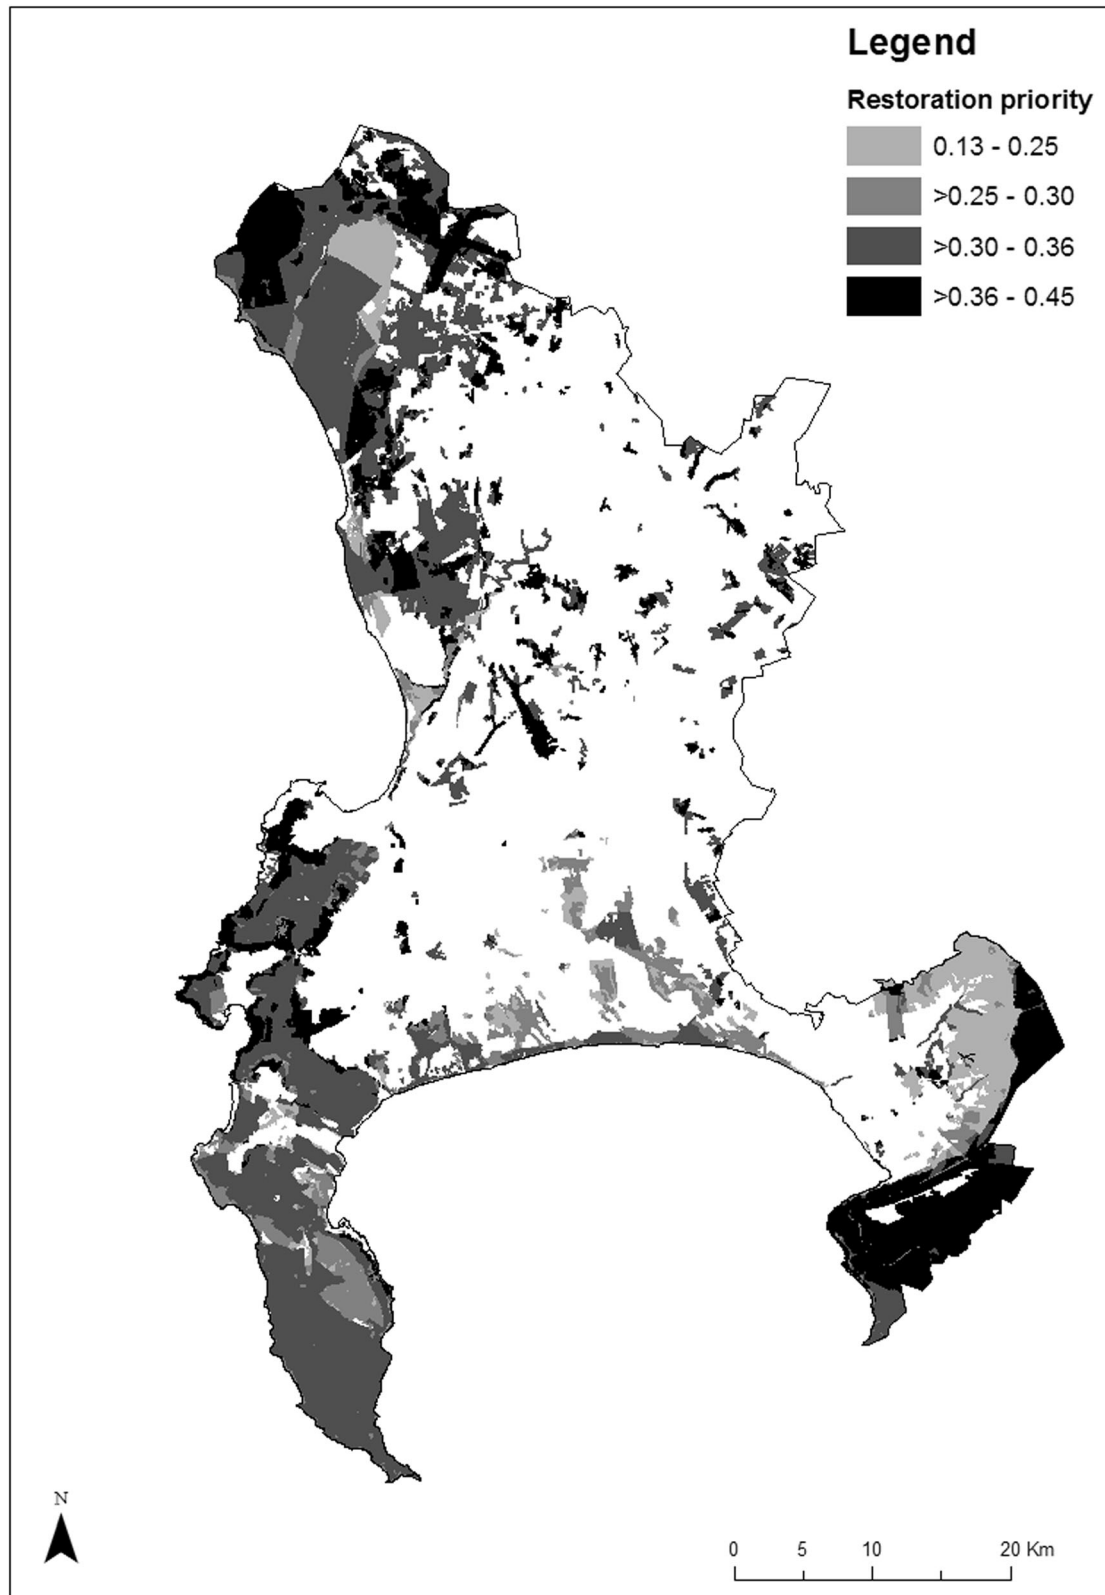 Legend
Restoration priority
0.13 - 0.25
>0.25 - 0.30
>0.30 - 0.36
>0.36 - 0.45
N
0 5 10 20 Km